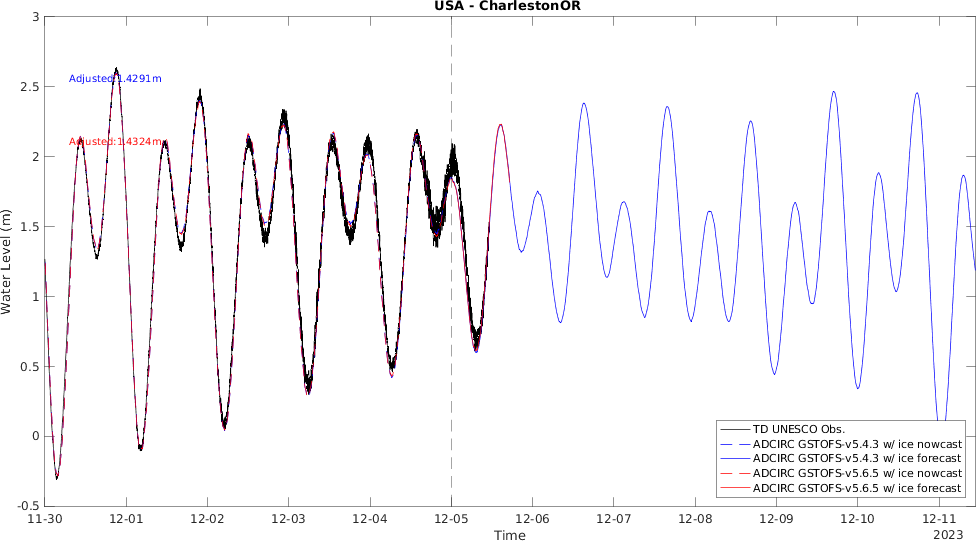 USA - CharlestonOR
3
2.5
2
1.5
1
0.5
0
-0.5
Water Level (m)
Adjusted:1.4291m
Adjusted:1.4324m
TD UNESCO Obs.
ADCIRC GSTOFS-v5.4.3 w/ ice nowcast
ADCIRC GSTOFS-v5.4.3 w/ ice forecast
ADCIRC GSTOFS-v5.6.5 w/ ice nowcast
ADCIRC GSTOFS-v5.6.5 w/ ice forecast
11-30 12-01 12-02 12-03 12-04 12-05 12-06 12-07 12-08 12-09 12-10 12-11
Time
2023